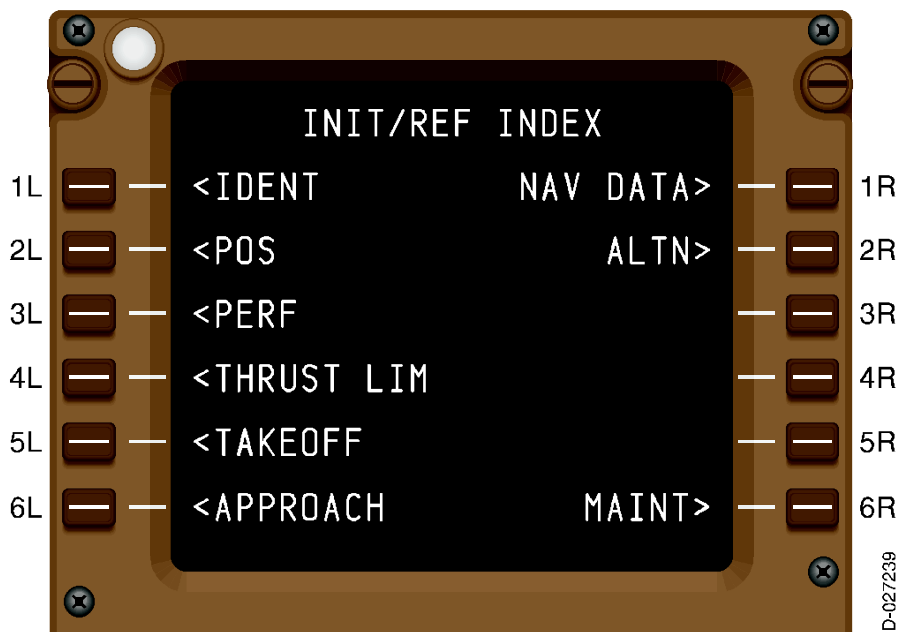 INIT/REF INDEX
1L <IDENT NAV DATA> 1R
2L <POS ALTN> 2R
3L <PERF 3R
4L <THRUST LIM 4R
5L <TAKEOFF 5R
6L <APPROACH MAINT> 6R
D-027239